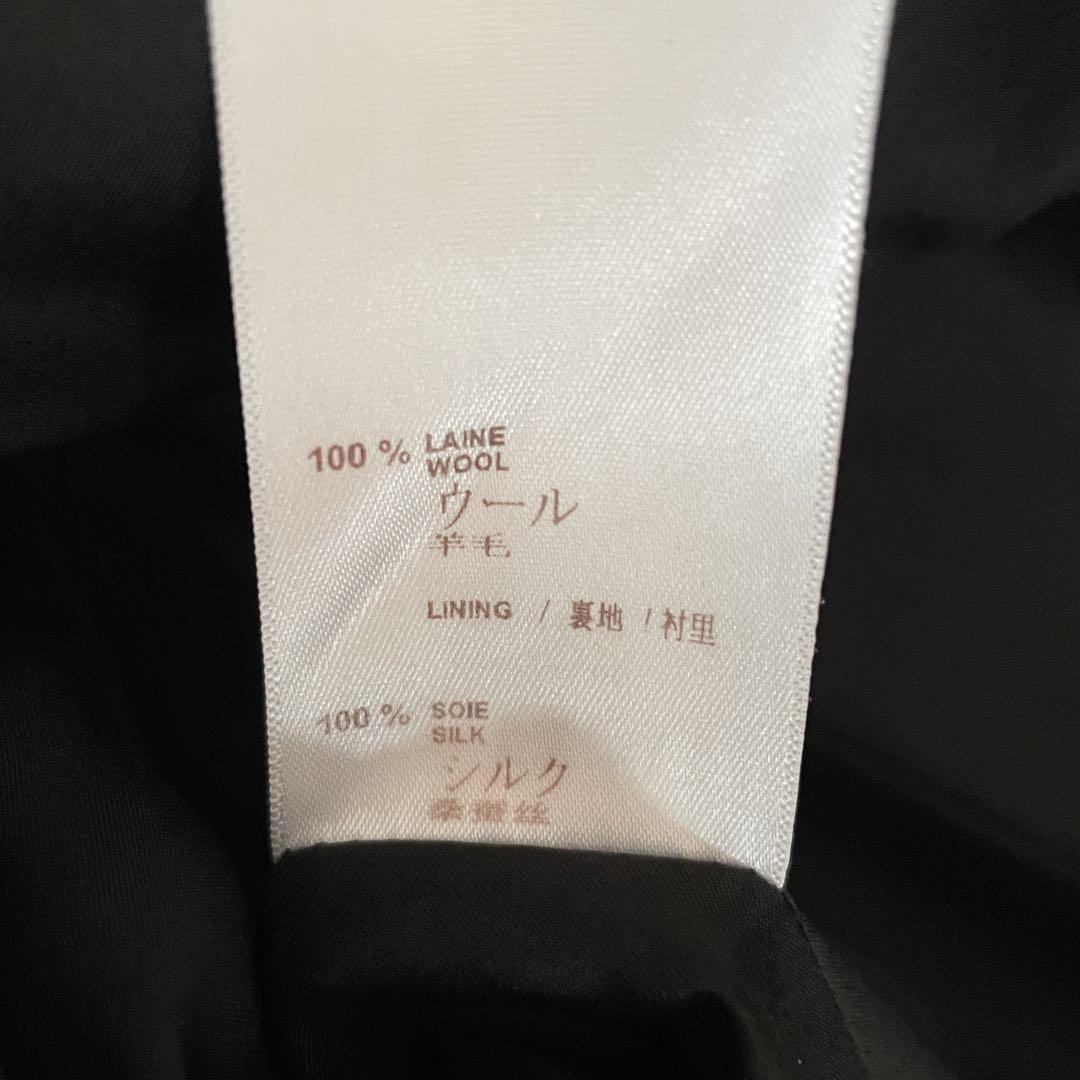 100 % LAINE
WOOL
ウール
羊毛
LINING / 裏地 / 衬里
100 % SOIE
SILK
シルク
桑蚕丝